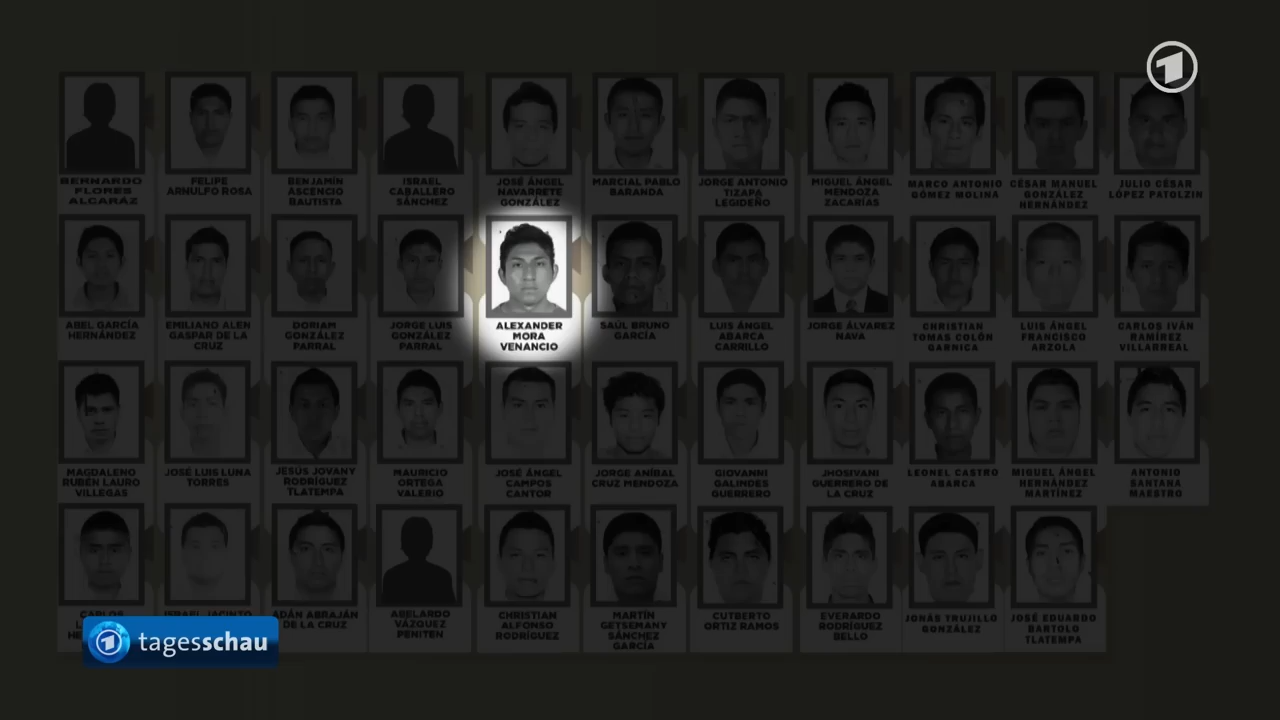 BERNARDO
FLORES
ALCARÁZ
FELIPE
ARNULFO ROSA
BENJAMÍN
ASCENCIO
BAUTISTA
ISRAEL
CABALLERO
SÁNCHEZ
JOSÉ ÁNGEL
NAVARRETE
GONZÁLEZ
MARCIAL PABLO
BARANDA
JORGE ANTONIO
TIZAPA
LEGIDEÑO
MIGUEL ÁNGEL
MENDOZA
ZACARÍAS
MARCO ANTONIO
GÓMEZ MOLINA
CÉSAR MANUEL
GONZÁLEZ
HERNÁNDEZ
JULIO CÉSAR
LÓPEZ PATOLZIN
ABEL GARCÍA
HERNÁNDEZ
EMILIANO ALEN
GASPAR DE LA
CRUZ
DORIAM
GONZÁLEZ
PARRAL
JORGE LUIS
GONZÁLEZ
PARRAL
ALEXANDER
MORA
VENANCIO
SAÚL BRUNO
GARCÍA
LUIS ÁNGEL
ABARCA
CARRILLO
JORGE ÁLVAREZ
NAVA
CHRISTIAN
TOMAS COLÓN
GARNICA
LUIS ÁNGEL
FRANCISCO
ARZOLA
CARLOS IVÁN
RAMÍREZ
VILLARREAL
MAGDALENO
RUBÉN LAURO
VILLEGAS
JOSÉ LUIS LUNA
TORRES
JESÚS JOVANY
RODRÍGUEZ
TLATEMPA
MAURICIO
ORTEGA
VALERIO
JOSÉ ÁNGEL
CAMPOS
CANTOR
JORGE ANÍBAL
CRUZ MENDOZA
GIOVANNI
GALINDES
GUERRERO
JHOSIVANI
GUERRERO DE
LA CRUZ
LEONEL CASTRO
ABARCA
MIGUEL ÁNGEL
HERNÁNDEZ
MARTÍNEZ
ANTONIO
SANTANA
MAESTRO
CARLOS
ISRAEL JACINTO
ADÁN ABRAJÁN
DE LA CRUZ
ABELARDO
VÁZQUEZ
PENITEN
CHRISTIAN
ALFONSO
RODRÍGUEZ
MARTÍN
GETSEMANY
SÁNCHEZ
GARCÍA
CUTBERTO
ORTIZ RAMOS
EVERARDO
RODRÍGUEZ
BELLO
JONÁS TRUJILLO
GONZÁLEZ
JOSÉ EDUARDO
BARTOLO
TLATEMPA
1
1 tagesschau